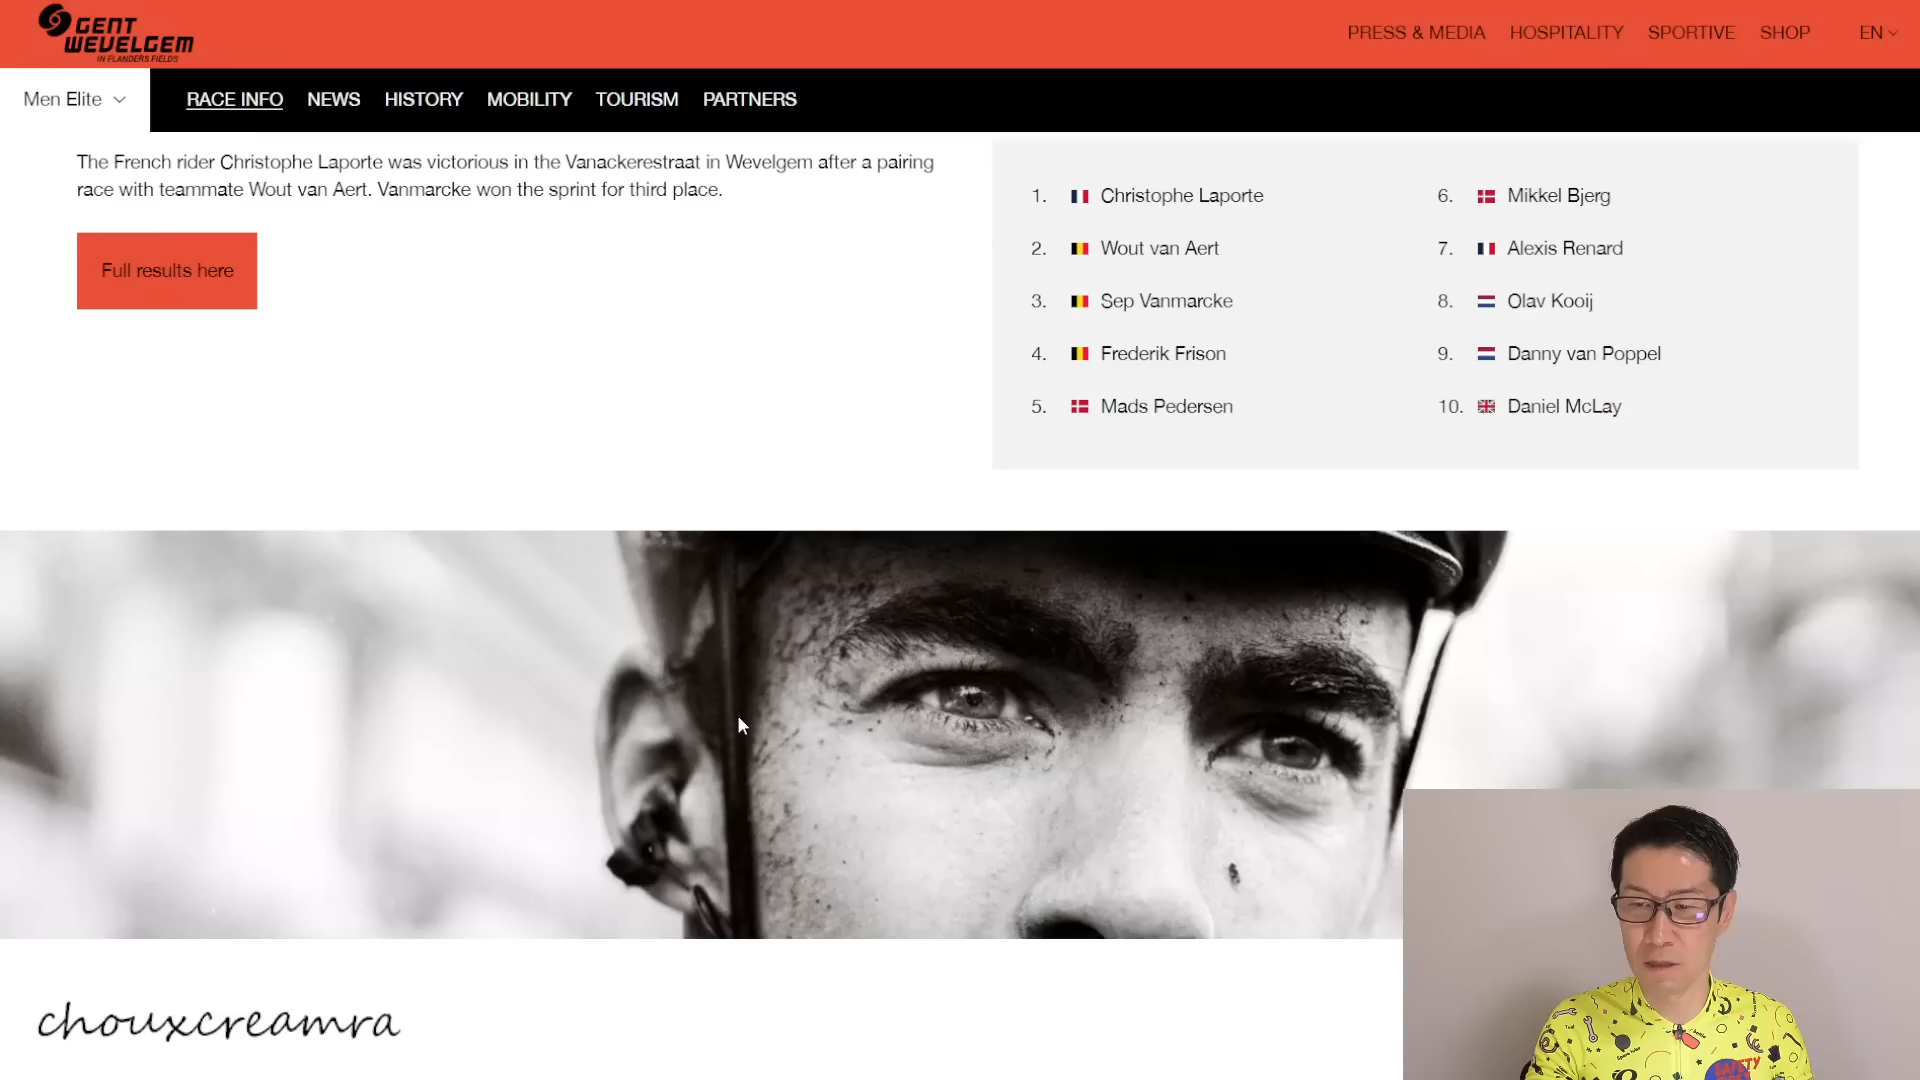 GENT
WEVELGEM
IN FLANDERS FIELDS
PRESS & MEDIA HOSPITALITY SPORTIVE SHOP EN
Men Elite RACE INFO NEWS HISTORY MOBILITY TOURISM PARTNERS
The French rider Christophe Laporte was victorious in the Vanackerestraat in Wevelgem after a pairing
race with teammate Wout van Aert. Vanmarcke won the sprint for third place.
Full results here
1. Christophe Laporte
2. Wout van Aert
3. Sep Vanmarcke
4. Frederik Frison
5. Mads Pedersen
6. Mikkel Bjerg
7. Alexis Renard
8. Olav Kooij
9. Danny van Poppel
10. Daniel McLay
chouxcreamra
SAFETY